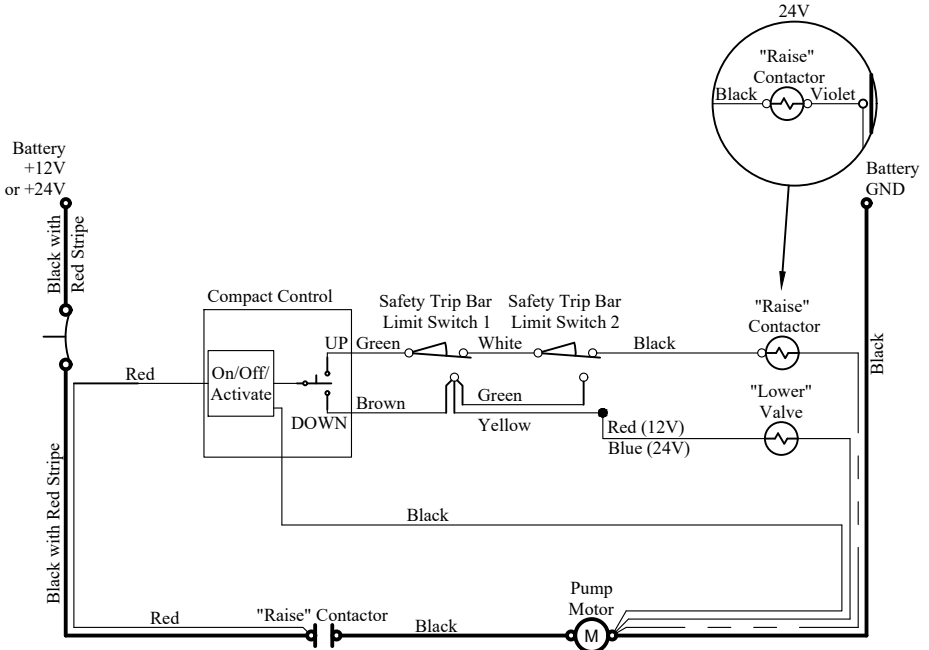 24V
"Raise"
Contactor
Black
Violet
Battery
+12V
or +24V
Battery
GND
Black with
Red Stripe
Compact Control
Safety Trip Bar
Limit Switch 1
Safety Trip Bar
Limit Switch 2
"Raise"
Contactor
UP
Green
White
Black
Black
Red
On/Off/
Activate
"Lower"
Valve
Brown
Green
DOWN
Yellow
Red (12V)
Blue (24V)
Black with Red Stripe
Black
Pump
Motor
Red
"Raise" Contactor
Black
M